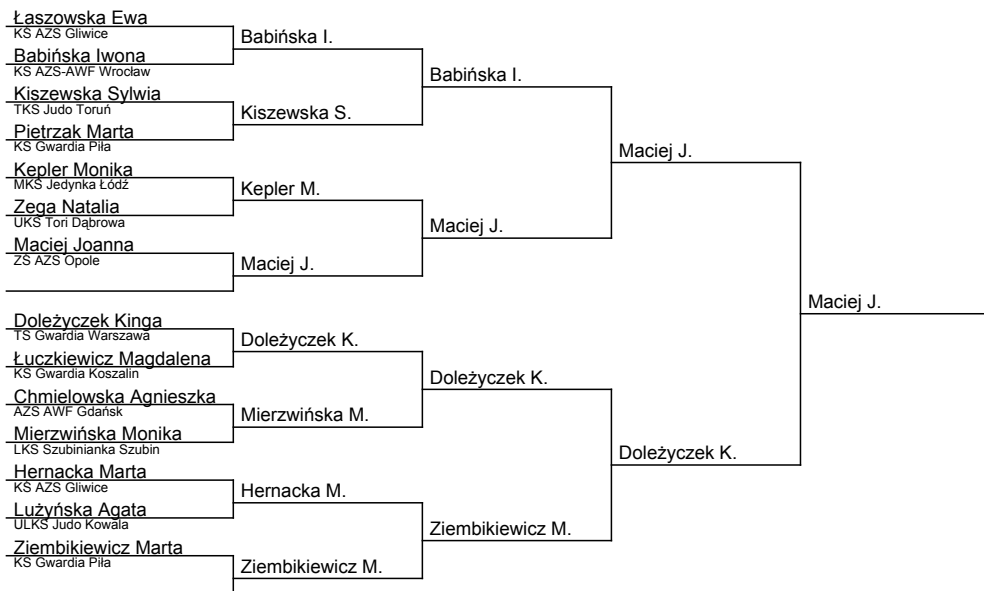 Łaszowska Ewa
KS AZS Gliwice
Babińska Iwona
KS AZS-AWF Wrocław
Kiszewska Sylwia
TKS Judo Toruń
Pietrzak Marta
KS Gwardia Piła
Kepler Monika
MKS Jedynka Łódź
Zega Natalia
UKS Tori Dąbrowa
Maciej Joanna
ZS AZS Opole
Doleżyczek Kinga
TS Gwardia Warszawa
Łuczkiewicz Magdalena
KS Gwardia Koszalin
Chmielowska Agnieszka
AZS AWF Gdańsk
Mierzwińska Monika
LKS Szubinianka Szubin
Hernacka Marta
KS AZS Gliwice
Lużyńska Agata
ULKS Judo Kowala
Ziembikiewicz Marta
KS Gwardia Piła
Babińska I.
Kiszewska S.
Kepler M.
Maciej J.
Doleżyczek K.
Mierzwińska M.
Hernacka M.
Ziembikiewicz M.
Babińska I.
Maciej J.
Doleżyczek K.
Ziembikiewicz M.
Maciej J.
Doleżyczek K.
Maciej J.